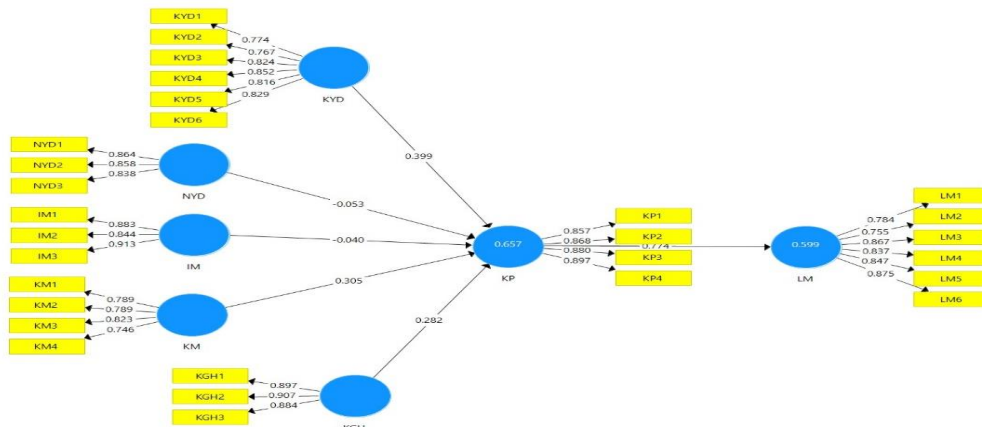 KYD1
KYD2
KYD3
KYD4
KYD5
KYD6
0.774
0.767
0.824
0.852
0.816
0.829
KYD
0.399
NYD1
NYD2
NYD3
0.864
0.858
0.838
NYD
-0.053
IM1
IM2
IM3
0.883
0.844
0.913
IM
-0.040
KM1
KM2
KM3
KM4
0.789
0.789
0.823
0.746
KM
0.305
KGH1
KGH2
KGH3
0.897
0.907
0.884
KGH
0.282
0.657
KP
0.857
0.868
0.880
0.897
KP1
KP2
KP3
KP4
0.774
0.599
LM
0.784
0.755
0.867
0.837
0.847
0.875
LM1
LM2
LM3
LM4
LM5
LM6